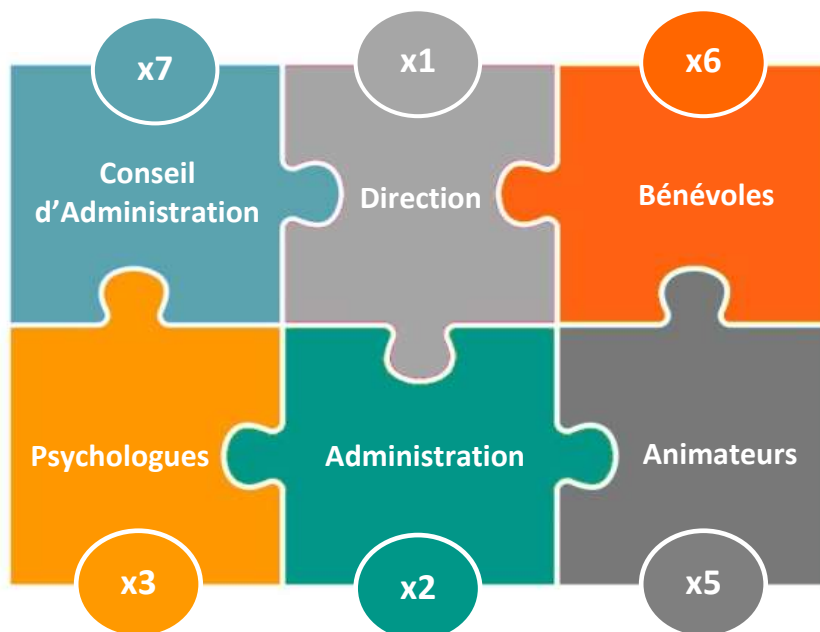 x7
x1
x6
Conseil
d'Administration
Direction
Bénévoles
Psychologues
Administration
Animateurs
x3
x2
x5